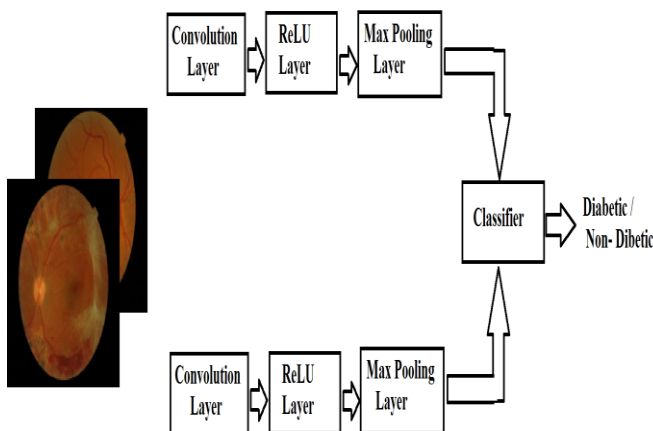 Convolution
Layer
ReLU
Layer
Max Pooling
Layer
Classifier
Diabetic /
Non- Dibetic
Convolution
Layer
ReLU
Layer
Max Pooling
Layer